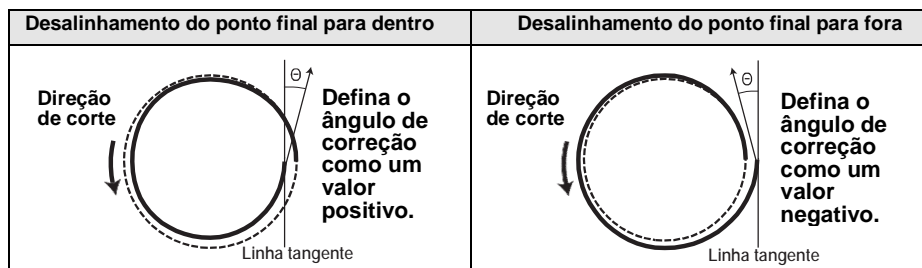 Desalinhamento do ponto final para dentro
Desalinhamento do ponto final para fora
Direção
de corte
Θ
Defina o
ângulo de
correção
como um
valor
positivo.
Linha tangente
Direção
de corte
Θ
Defina o
ângulo de
correção
como um
valor
negativo.
Linha tangente